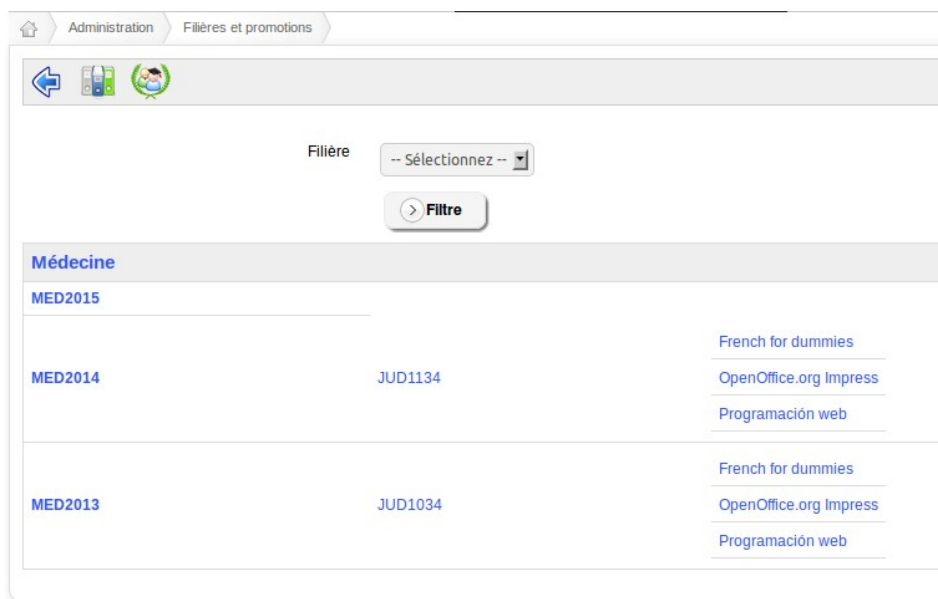 Administration Filières et promotions
Filière -- Sélectionnez --
Filtre
Médecine
MED2015
French for dummies
MED2014 JUD1134 OpenOffice.org Impress
Programación web
French for dummies
MED2013 JUD1034 OpenOffice.org Impress
Programación web